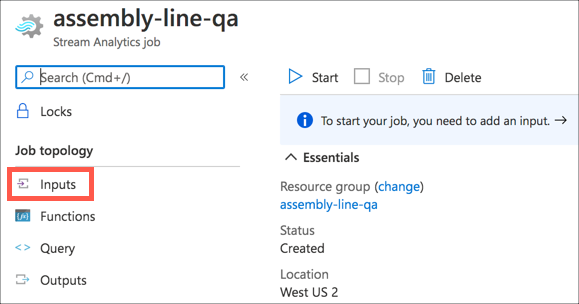 assembly-line-qa
Stream Analytics job
Search (Cmd+/)
«
Locks
Job topology
Inputs
Functions
<> Query
Outputs
Start
Stop
Delete
To start your job, you need to add an input. →
Essentials
Resource group (change)
assembly-line-qa
Status
Created
Location
West US 2